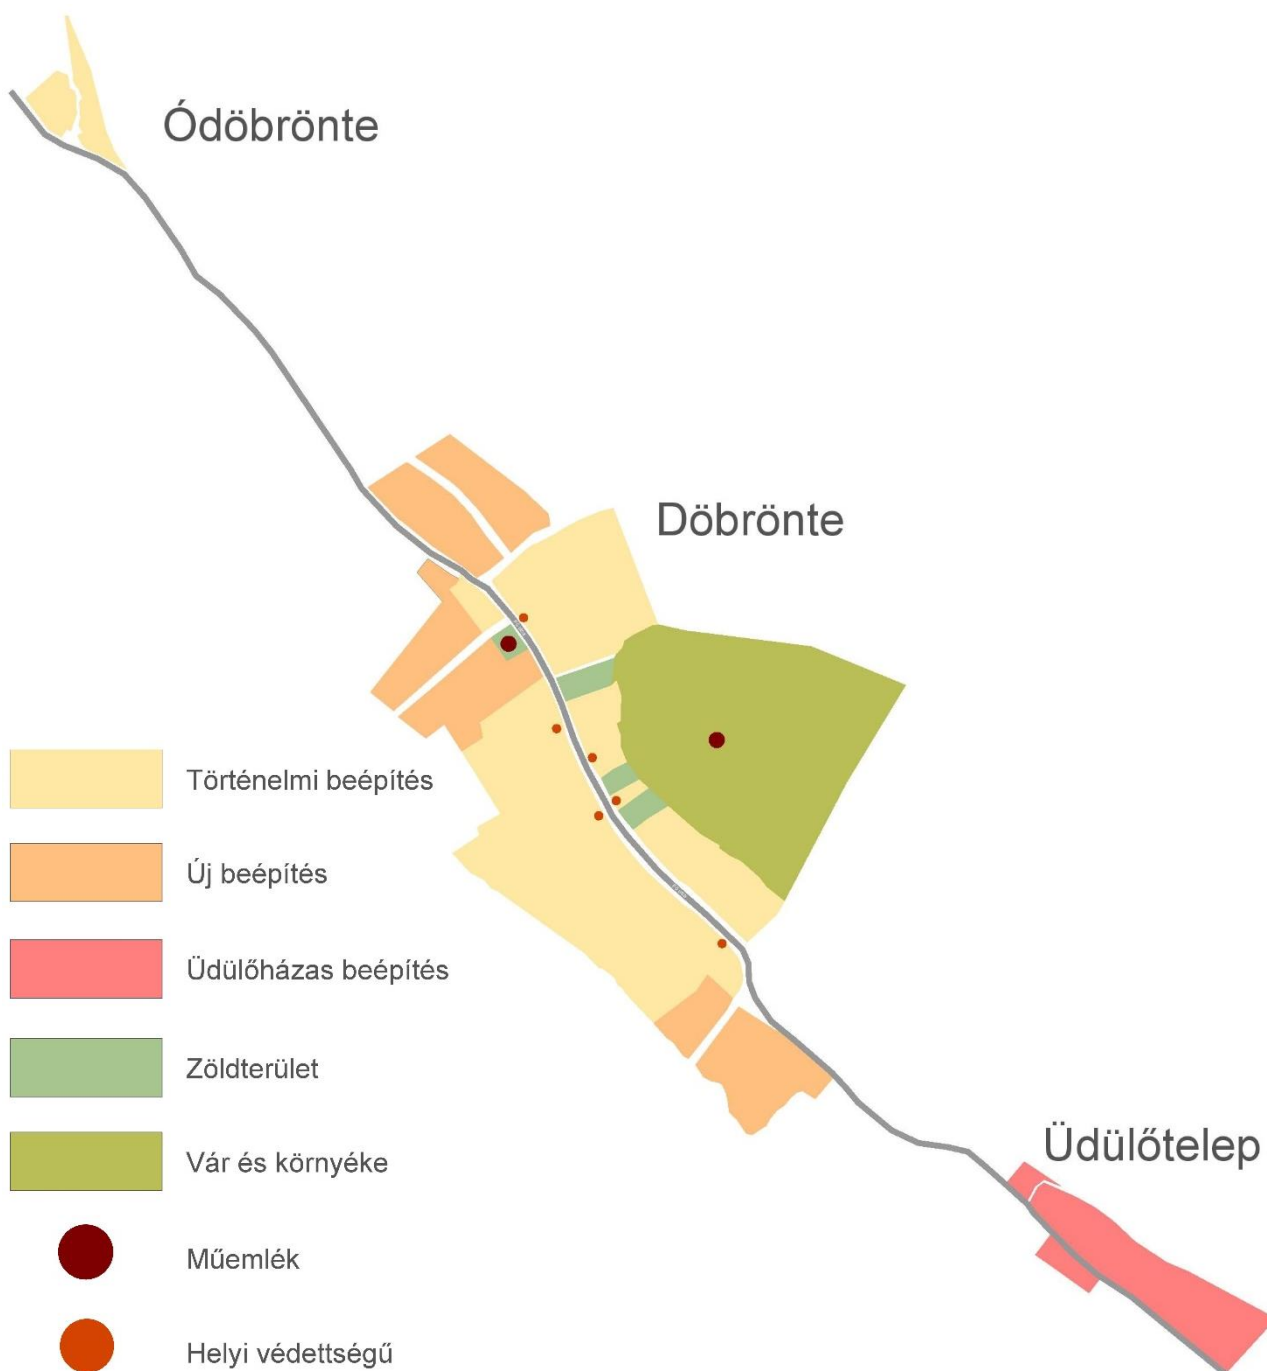 Ódöbrönte
Döbrönte
Történelmi beépítés
Új beépítés
Üdülőházas beépítés
Zöldterület
Vár és környéke
Műemlék
Helyi védettségű
Üdülőtelep